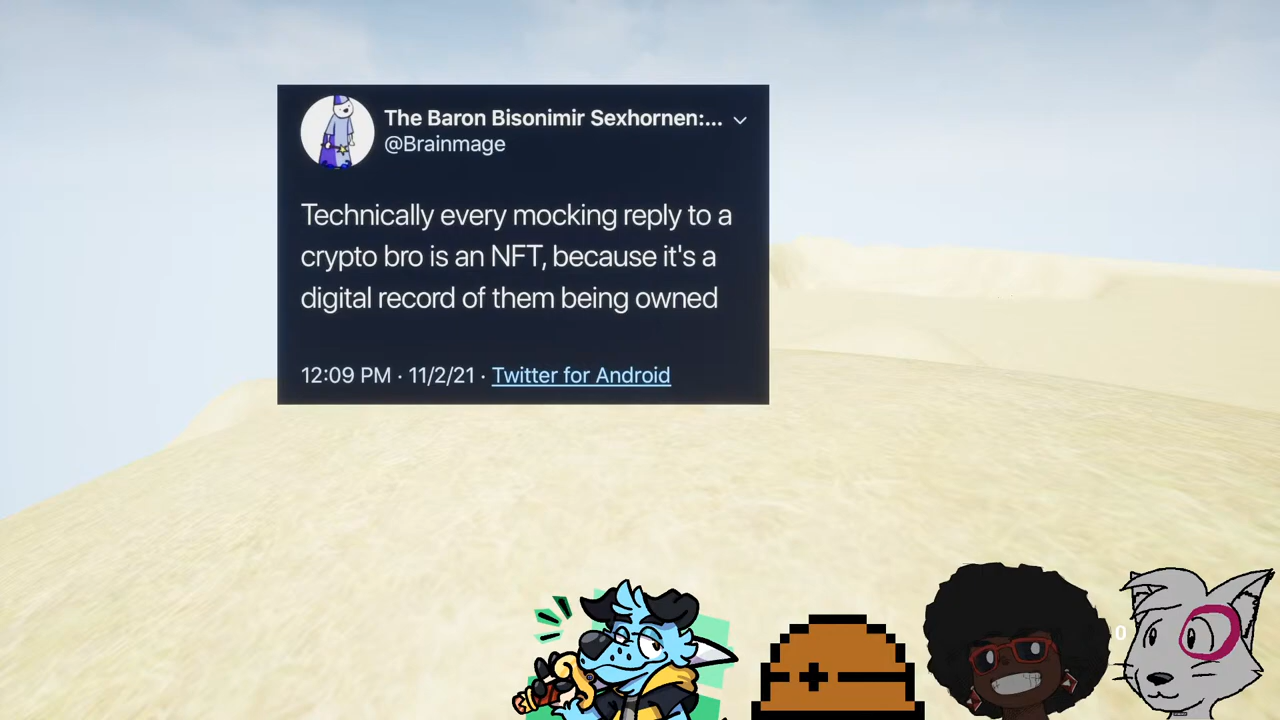 The Baron Bisonimir Sexhornen:...
@Brainmage
Technically every mocking reply to a
crypto bro is an NFT, because it's a
digital record of them being owned
12:09 PM · 11/2/21 · Twitter for Android
0